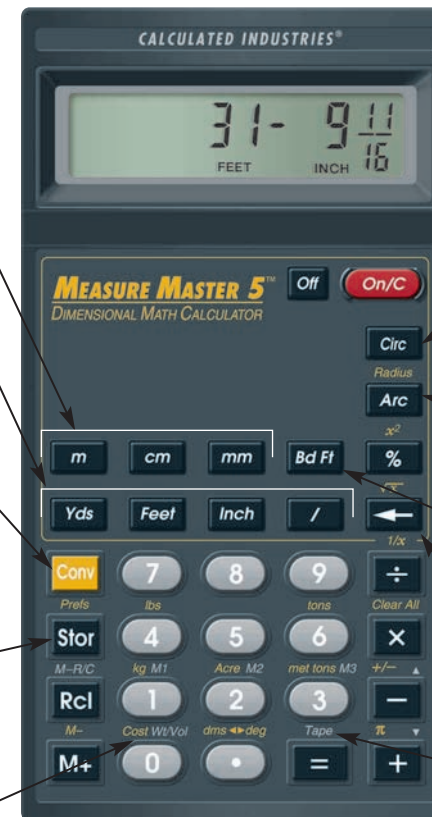 CALCULATED INDUSTRIES®
31- 9 11/16
FEET INCH
MEASURE MASTER 5™
DIMENSIONAL MATH CALCULATOR
Off On/C
Circ
Radius
Arc
x²
m cm mm Bd Ft %
√x
Yds Feet Inch /
1/x
Conv 7 8 9 ÷
Prefs lbs tons Clear All
Stor 4 5 6 ×
M-R/C kg M1 Acre M2 met tons M3 +/- ▲
Rcl 1 2 3 −
M- Cost Wt/Vol dms ◂▸ deg Tape π ▼
M+ 0 • = +